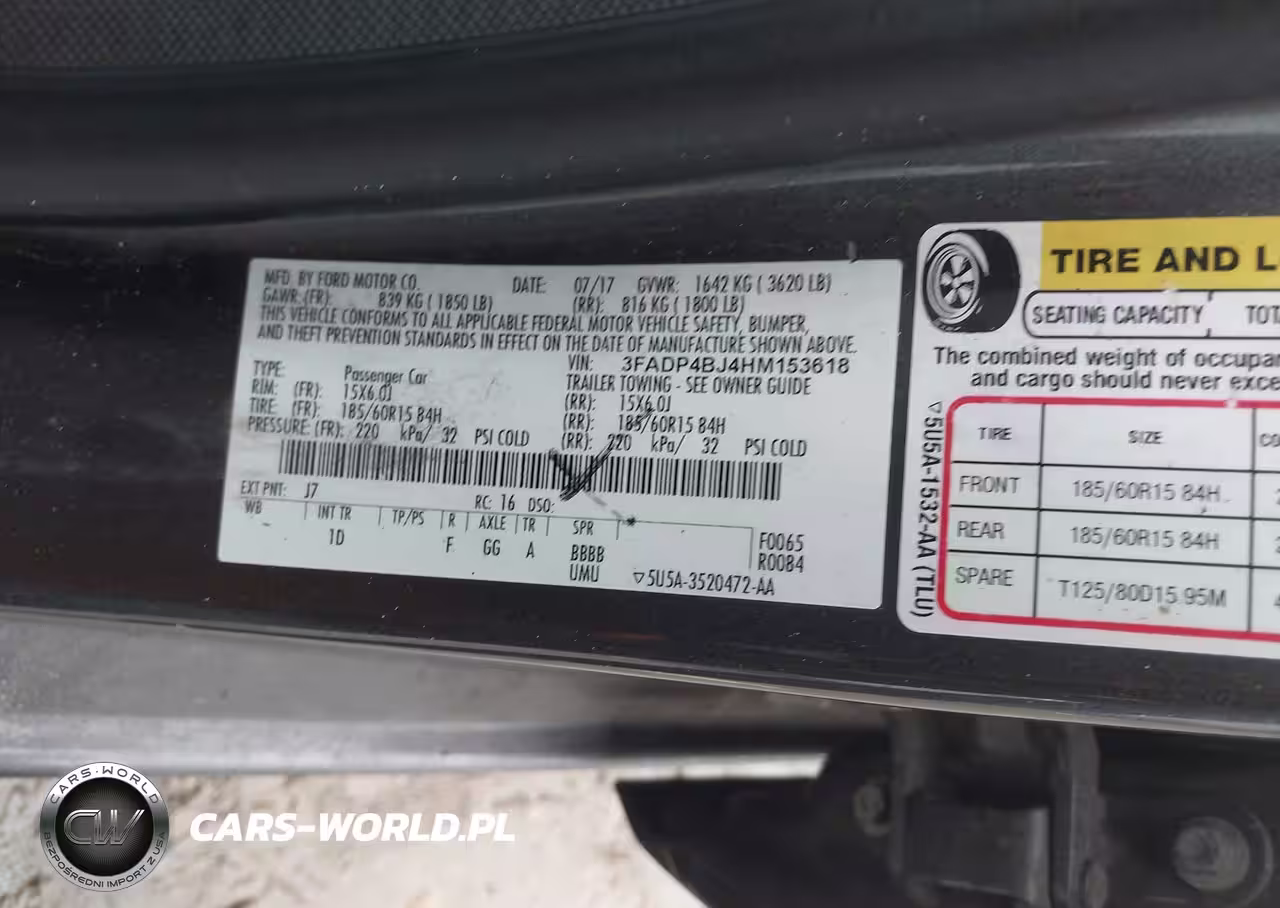 MFD. BY FORD MOTOR CO. DATE: 07/17 GVWR: 1642 KG ( 3620 LB)
GAWR: (FR): 839 KG ( 1850 LB) (RR): 816 KG ( 1800 LB)
THIS VEHICLE CONFORMS TO ALL APPLICABLE FEDERAL MOTOR VEHICLE SAFETY, BUMPER,
AND THEFT PREVENTION STANDARDS IN EFFECT ON THE DATE OF MANUFACTURE SHOWN ABOVE.
VIN: 3FADP4BJ4HM153618
TYPE: Passenger Car TRAILER TOWING - SEE OWNER GUIDE
RIM: (FR): 15X6.0J (RR): 15X6.0J
TIRE: (FR): 185/60R15 84H (RR): 185/60R15 84H
PRESSURE: (FR): 220 kPa/ 32 PSI COLD (RR): 220 kPa/ 32 PSI COLD
EXT PNT: J7 RC: 16 DSO:
WB INT TR TP/PS R AXLE TR SPR
1D F GG A BBBB
UMU
F0065
R0084
▽5U5A-3520472-AA
TIRE AND L
SEATING CAPACITY TOT
The combined weight of occupan
and cargo should never exce
TIRE SIZE CO
FRONT 185/60R15 84H
REAR 185/60R15 84H
SPARE T125/80D15 95M
▽5U5A-1532-AA (TLU)
CARS-WORLD
CW
BEZPOŚREDNI IMPORT Z USA
CARS-WORLD.PL